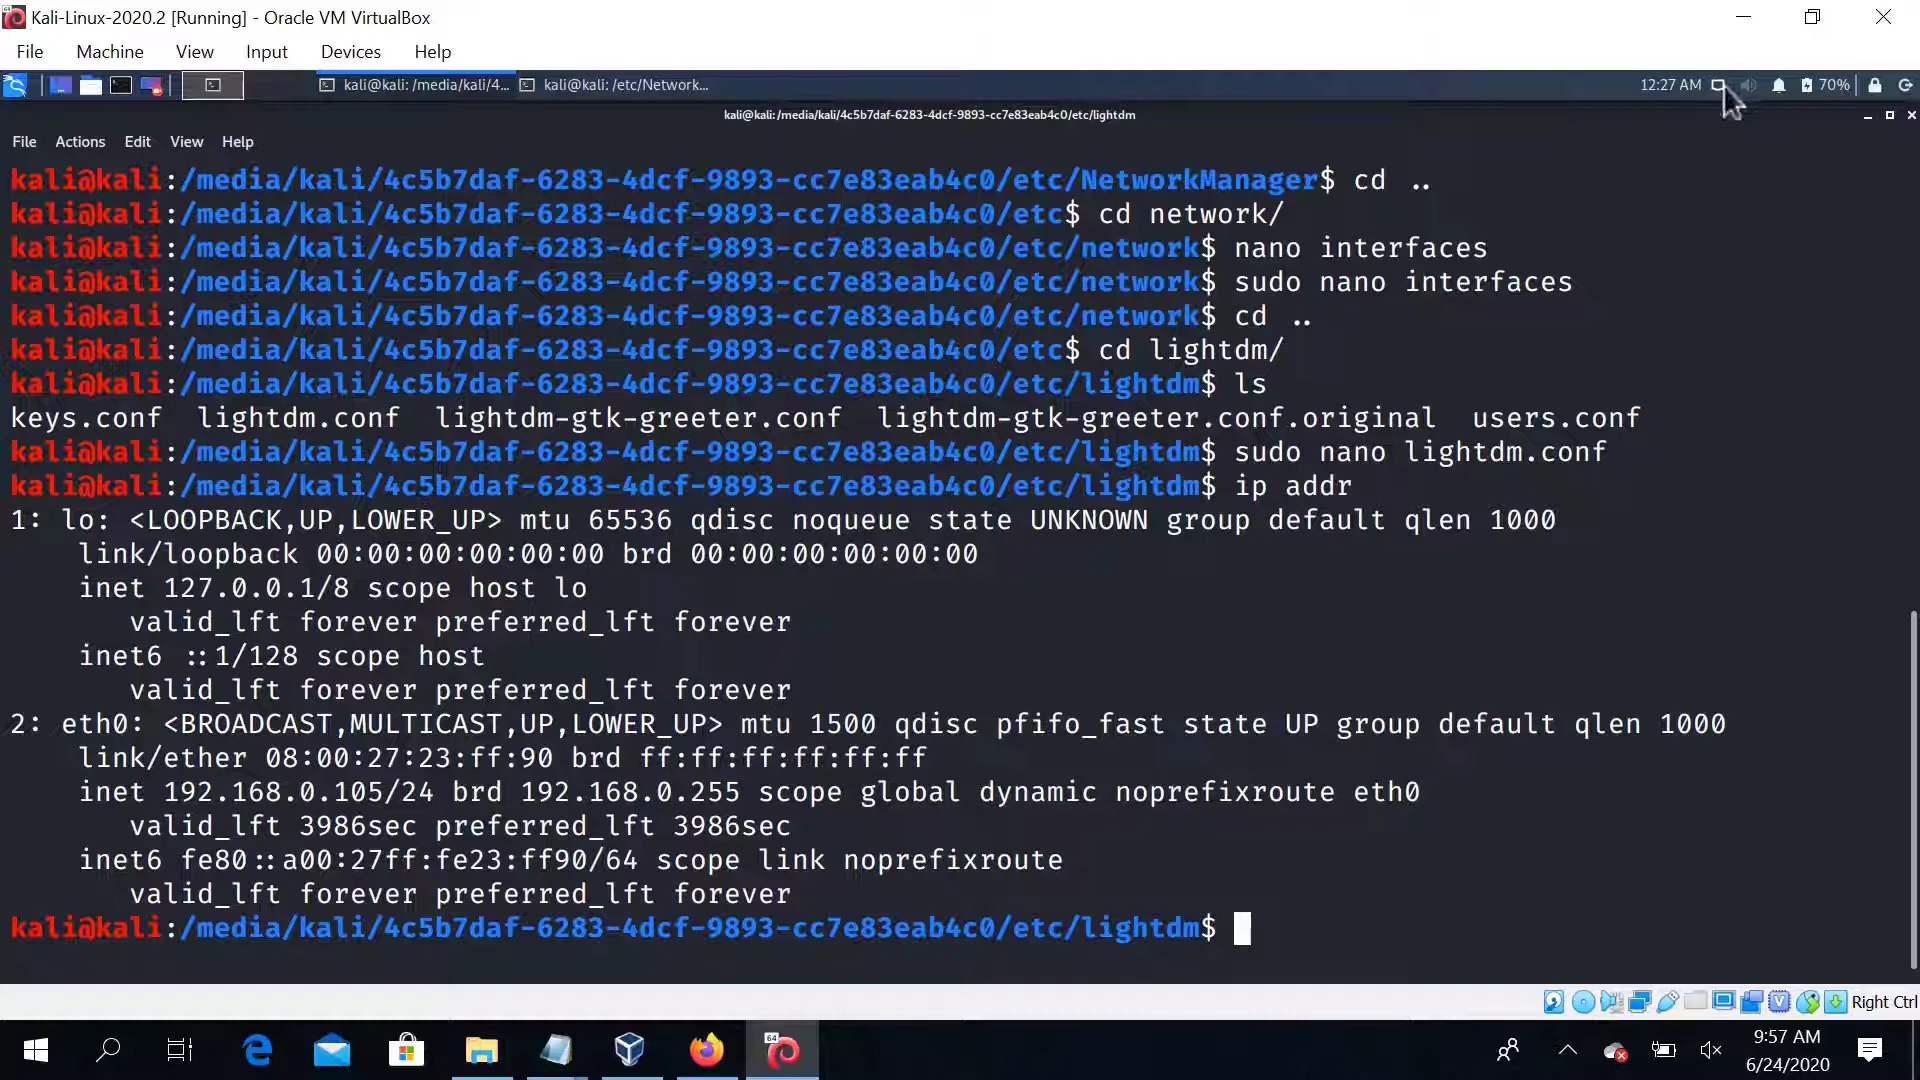 Kali-Linux-2020.2 [Running] - Oracle VM VirtualBox
File Machine View Input Devices Help
kali@kali: /media/kali/4... kali@kali: /etc/Network... 12:27 AM 70%
kali@kali:/media/kali/4c5b7daf-6283-4dcf-9893-cc7e83eab4c0/etc/lightdm
File Actions Edit View Help
kali@kali:/media/kali/4c5b7daf-6283-4dcf-9893-cc7e83eab4c0/etc/NetworkManager$ cd ..
kali@kali:/media/kali/4c5b7daf-6283-4dcf-9893-cc7e83eab4c0/etc$ cd network/
kali@kali:/media/kali/4c5b7daf-6283-4dcf-9893-cc7e83eab4c0/etc/network$ nano interfaces
kali@kali:/media/kali/4c5b7daf-6283-4dcf-9893-cc7e83eab4c0/etc/network$ sudo nano interfaces
kali@kali:/media/kali/4c5b7daf-6283-4dcf-9893-cc7e83eab4c0/etc/network$ cd ..
kali@kali:/media/kali/4c5b7daf-6283-4dcf-9893-cc7e83eab4c0/etc$ cd lightdm/
kali@kali:/media/kali/4c5b7daf-6283-4dcf-9893-cc7e83eab4c0/etc/lightdm$ ls
keys.conf lightdm.conf lightdm-gtk-greeter.conf lightdm-gtk-greeter.conf.original users.conf
kali@kali:/media/kali/4c5b7daf-6283-4dcf-9893-cc7e83eab4c0/etc/lightdm$ sudo nano lightdm.conf
kali@kali:/media/kali/4c5b7daf-6283-4dcf-9893-cc7e83eab4c0/etc/lightdm$ ip addr
1: lo: <LOOPBACK,UP,LOWER_UP> mtu 65536 qdisc noqueue state UNKNOWN group default qlen 1000
link/loopback 00:00:00:00:00:00 brd 00:00:00:00:00:00
inet 127.0.0.1/8 scope host lo
valid_lft forever preferred_lft forever
inet6 ::1/128 scope host
valid_lft forever preferred_lft forever
2: eth0: <BROADCAST,MULTICAST,UP,LOWER_UP> mtu 1500 qdisc pfifo_fast state UP group default qlen 1000
link/ether 08:00:27:23:ff:90 brd ff:ff:ff:ff:ff:ff
inet 192.168.0.105/24 brd 192.168.0.255 scope global dynamic noprefixroute eth0
valid_lft 3986sec preferred_lft 3986sec
inet6 fe80::a00:27ff:fe23:ff90/64 scope link noprefixroute
valid_lft forever preferred_lft forever
kali@kali:/media/kali/4c5b7daf-6283-4dcf-9893-cc7e83eab4c0/etc/lightdm$
Right Ctrl
64
9:57 AM
6/24/2020